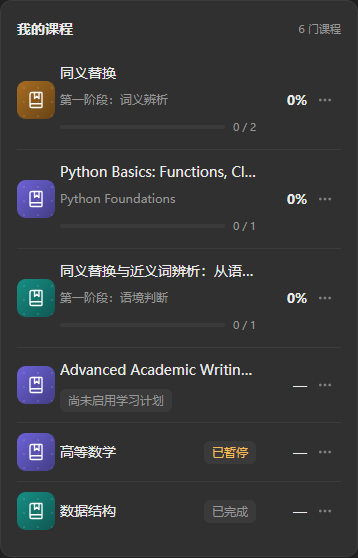 我的课程 6 门课程
同义替换
第一阶段：词义辨析 0% ···
0 / 2
Python Basics: Functions, Cl...
Python Foundations 0% ···
0 / 1
同义替换与近义词辨析：从语...
第一阶段：语境判断 0% ···
0 / 1
Advanced Academic Writin...
尚未启用学习计划 — ···
高等数学 已暂停 — ···
数据结构 已完成 — ···